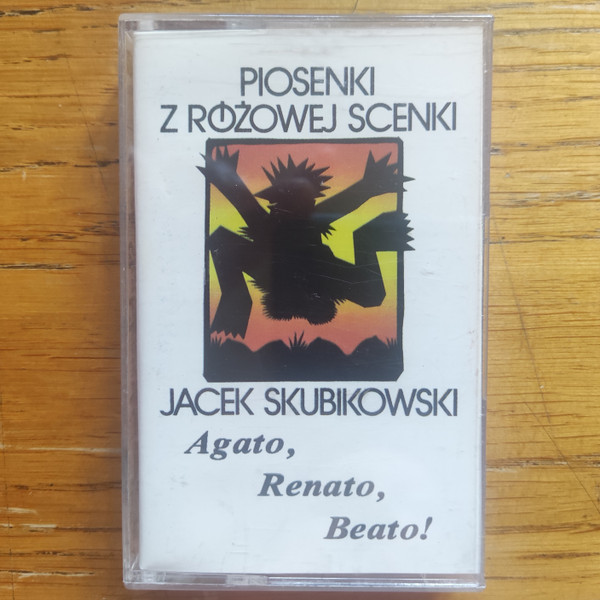 PIOSENKI
Z RÓŻOWEJ SCENKI
JACEK SKUBIKOWSKI
Agato,
Renato,
Beato!